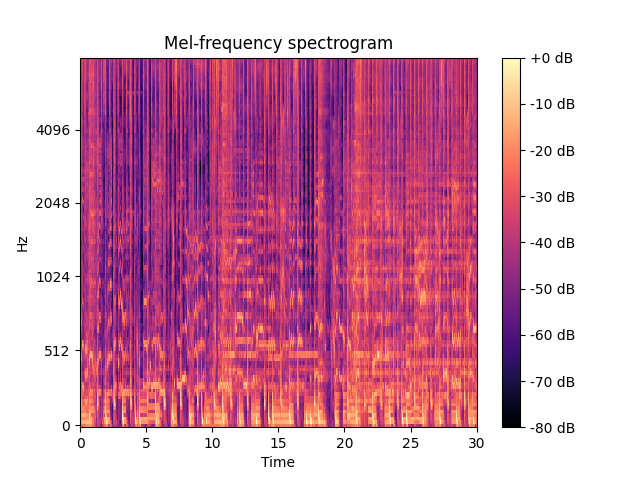 Mel-frequency spectrogram
Hz
4096
2048
1024
512
0
0 5 10 15 20 25 30
Time
+0 dB
-10 dB
-20 dB
-30 dB
-40 dB
-50 dB
-60 dB
-70 dB
-80 dB